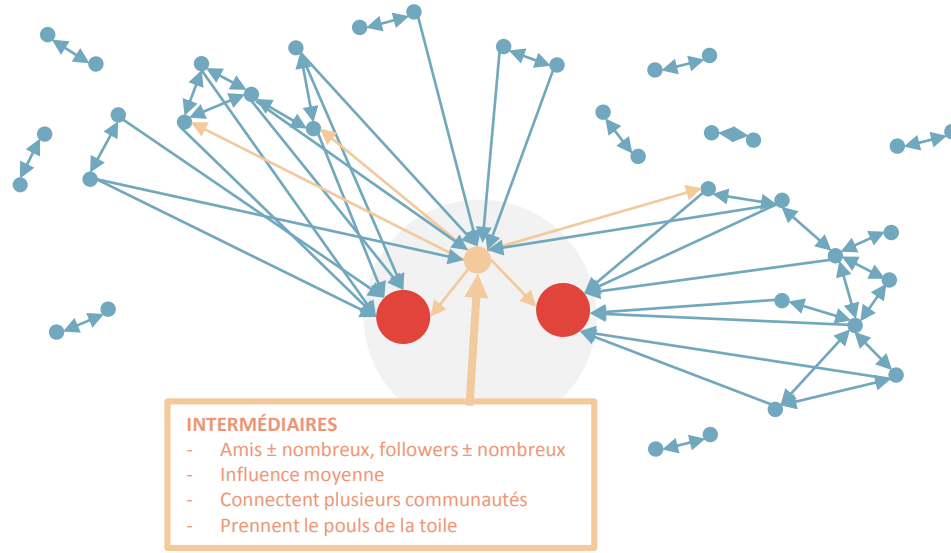 INTERMÉDIAIRES
- Amis ± nombreux, followers ± nombreux
- Influence moyenne
- Connectent plusieurs communautés
- Prennent le pouls de la toile